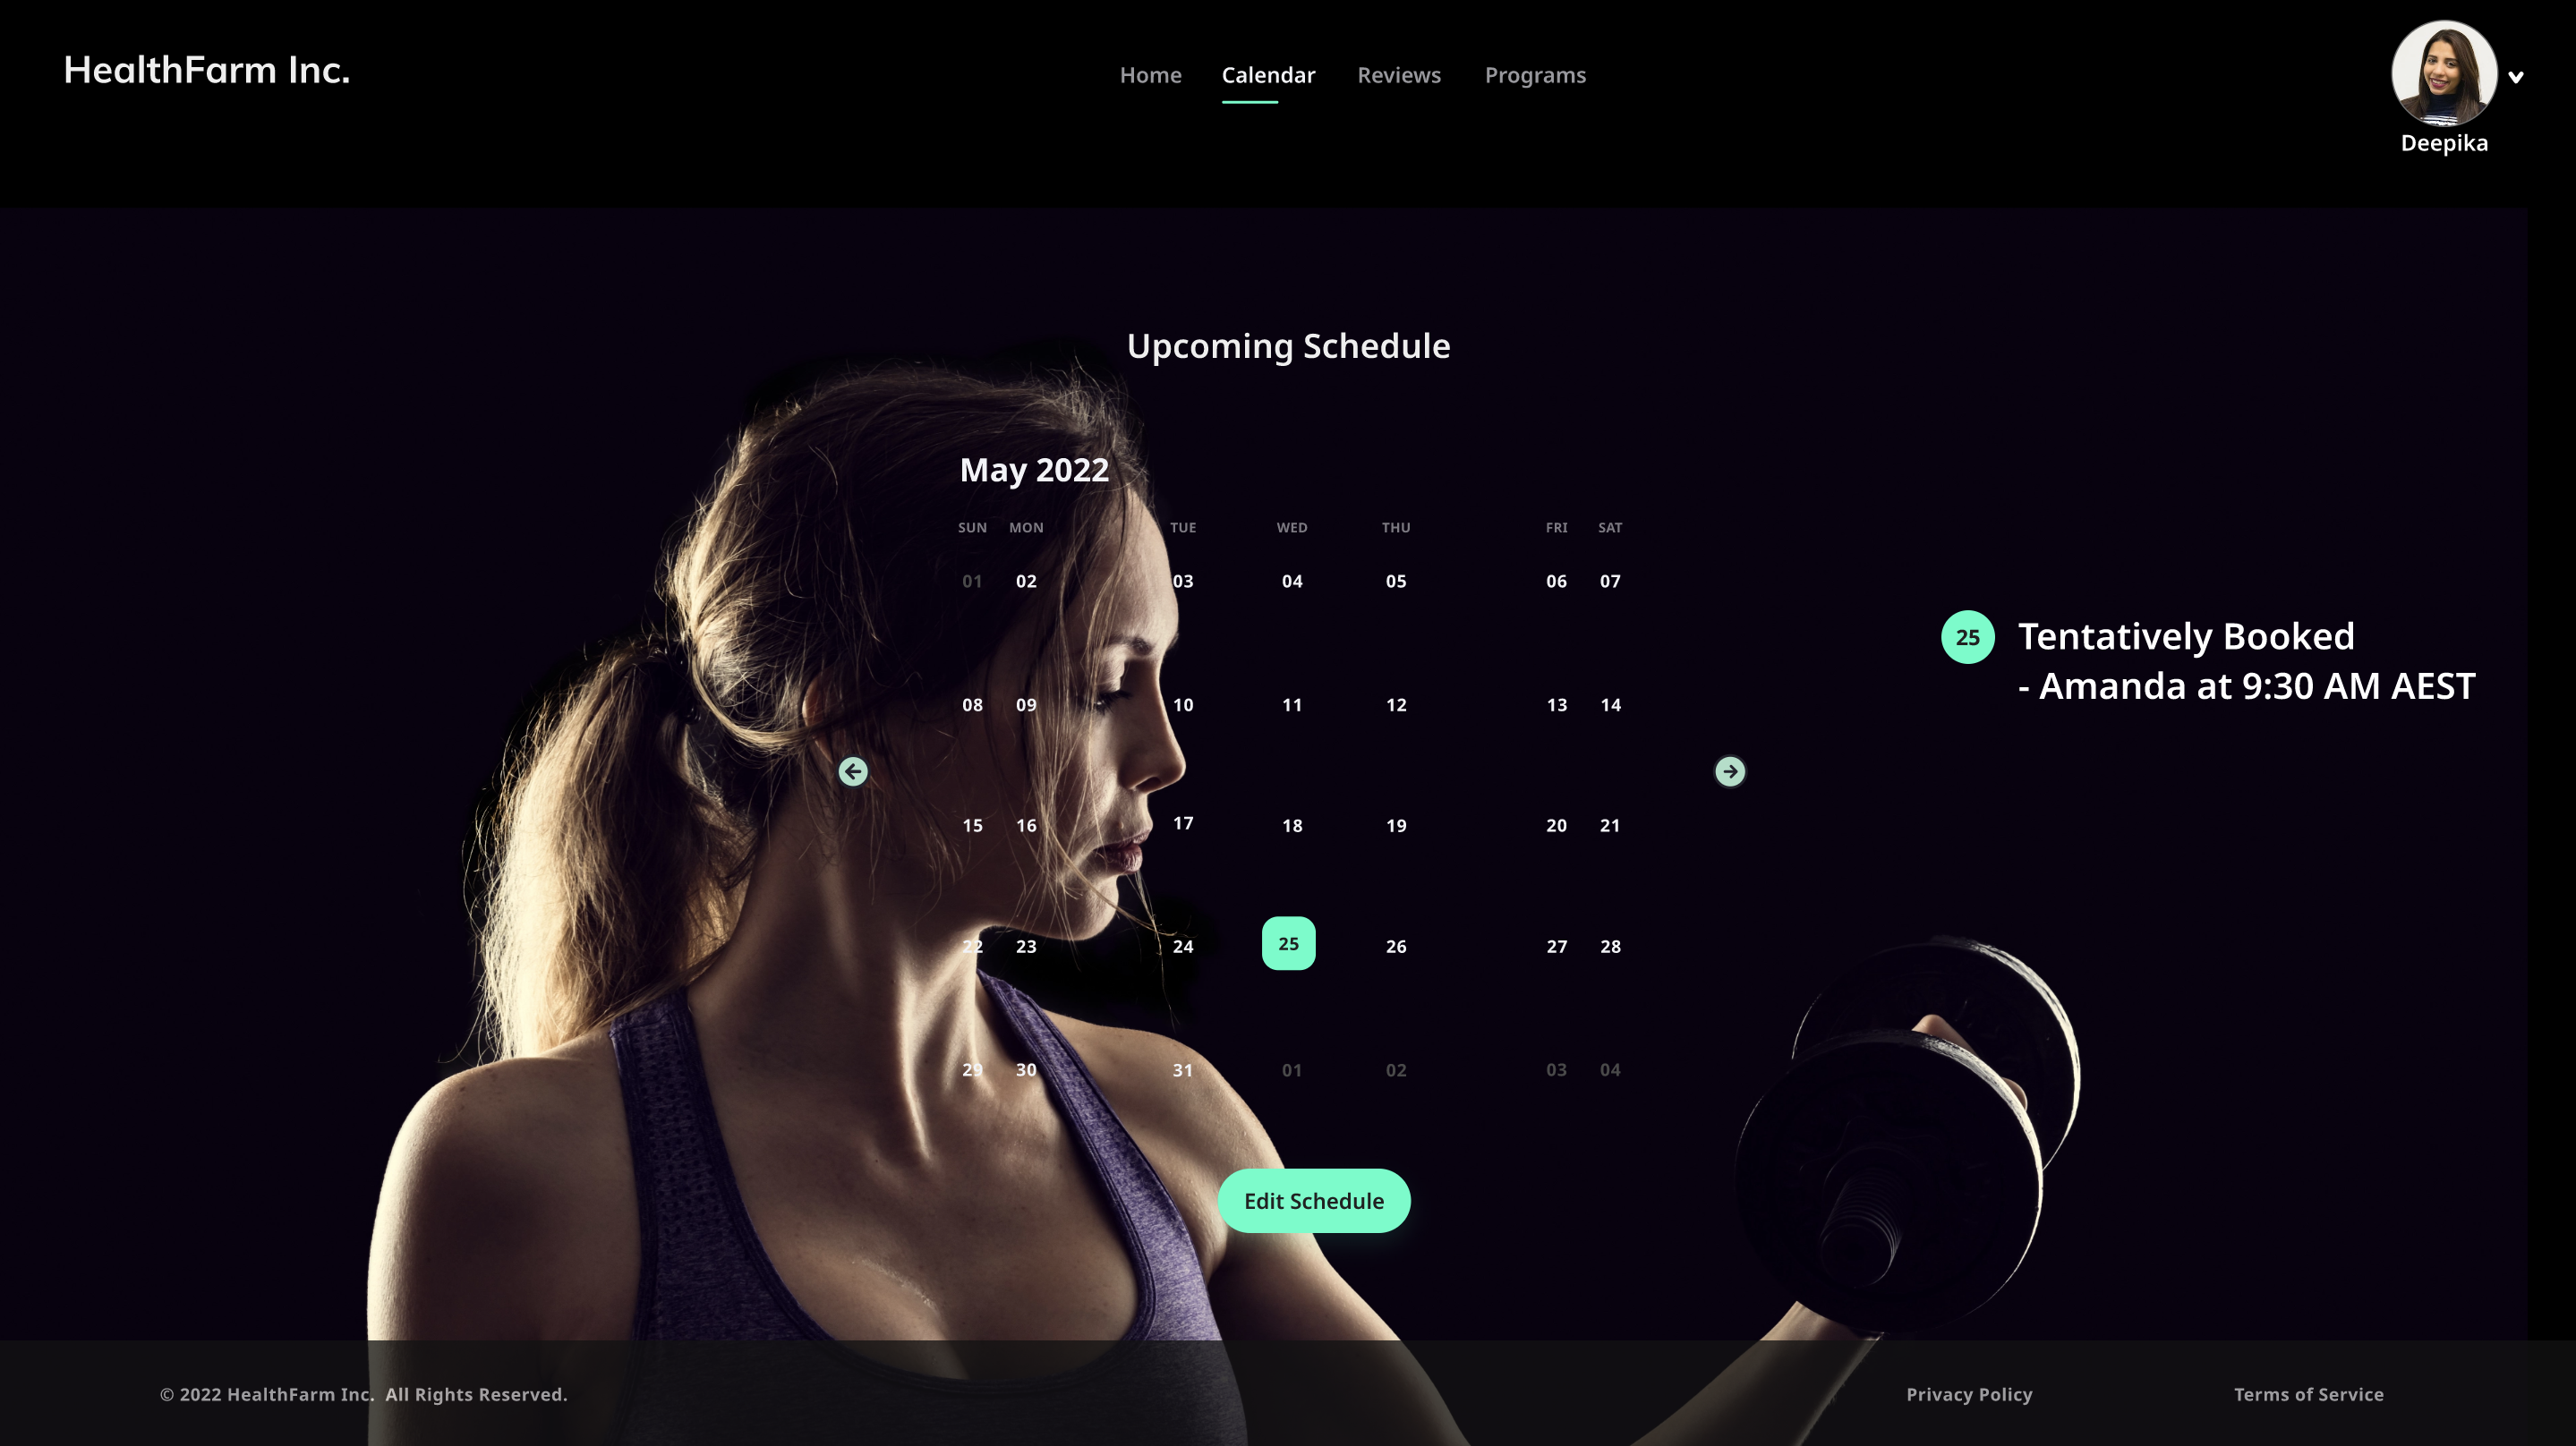 HealthFarm Inc.
Home Calendar Reviews Programs
Deepika
Upcoming Schedule
May 2022
SUN MON TUE WED THU FRI SAT
01 02 03 04 05 06 07
25 Tentatively Booked
- Amanda at 9:30 AM AEST
08 09 10 11 12 13 14
15 16 17 18 19 20 21
22 23 24 25 26 27 28
29 30 31 01 02 03 04
Edit Schedule
© 2022 HealthFarm Inc. All Rights Reserved. Privacy Policy Terms of Service